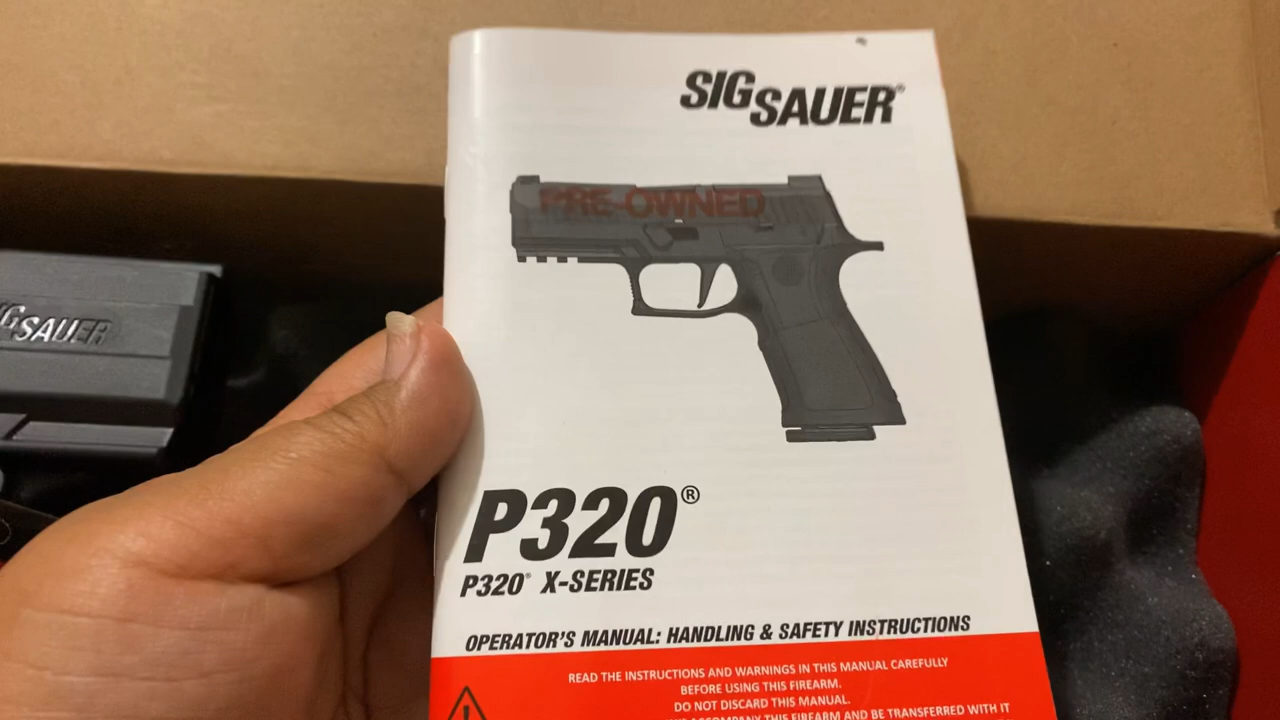 SIG SAUER®
PRE-OWNED
SAUER
P320®
P320® X-SERIES
OPERATOR'S MANUAL: HANDLING & SAFETY INSTRUCTIONS
READ THE INSTRUCTIONS AND WARNINGS IN THIS MANUAL CAREFULLY
BEFORE USING THIS FIREARM.
DO NOT DISCARD THIS MANUAL.
ACCOMPANY THIS FIREARM AND BE TRANSFERRED WITH IT